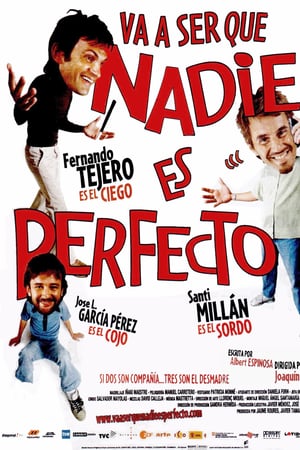 VA A SER QUE
NADIE
Fernando
TEJERO
ES EL CIEGO
ES
PERFECTO
Jose L.
GARCÍA PÉREZ
ES EL COJO
Santi
MILLÁN
ES EL SORDO
ESCRITA POR
Albert ESPINOSA
DIRIGIDA P
Joaquín
SI DOS SON COMPAÑÍA...TRES SON EL DESMADRE
www.vaaserquenadieesperfecto.com